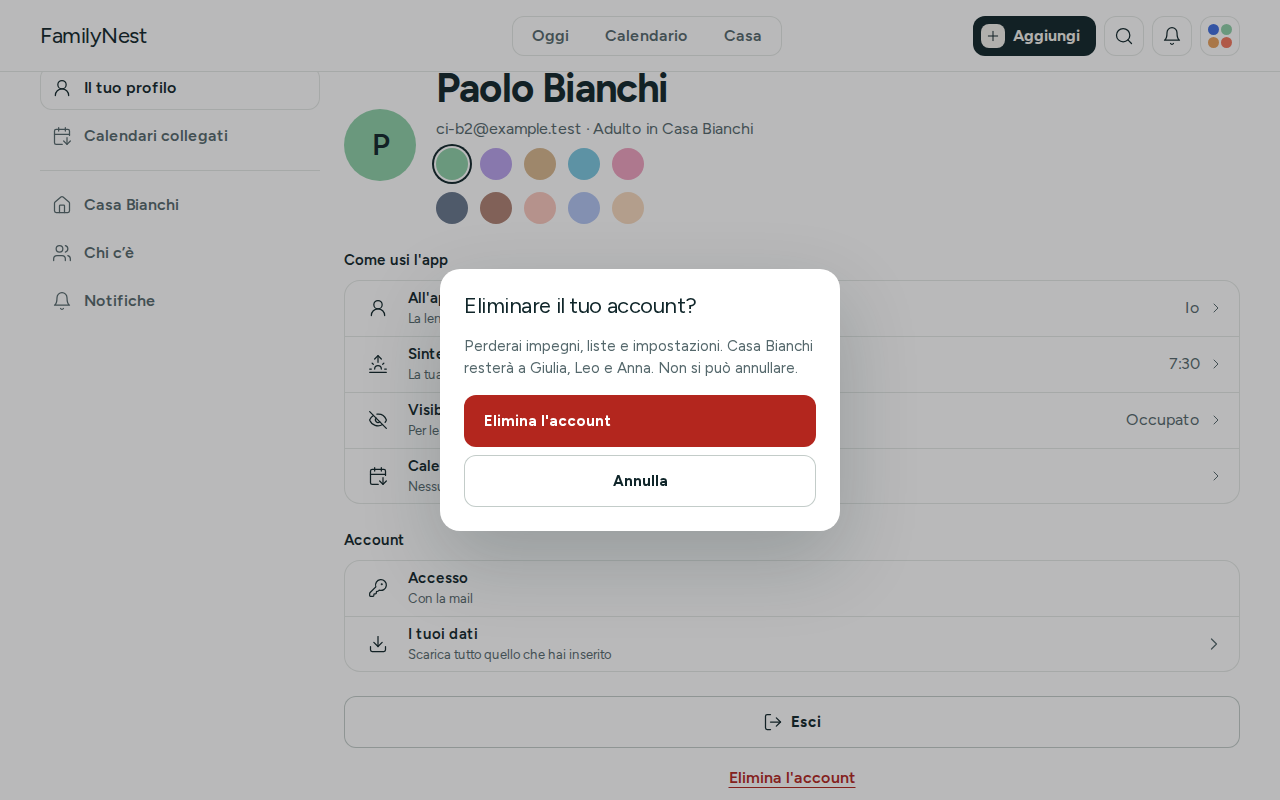 FamilyNest
Oggi
Calendario
Casa
Aggiungi
Il tuo profilo
Calendari collegati
Casa Bianchi
Chi c’è
Notifiche
Paolo Bianchi
P
ci-b2@example.test · Adulto in Casa Bianchi
Come usi l'app
Io
7:30
Occupato
Eliminare il tuo account?
Perderai impegni, liste e impostazioni. Casa Bianchi
resterà a Giulia, Leo e Anna. Non si può annullare.
Elimina l'account
Annulla
Account
Accesso
Con la mail
I tuoi dati
Scarica tutto quello che hai inserito
Esci
Elimina l'account